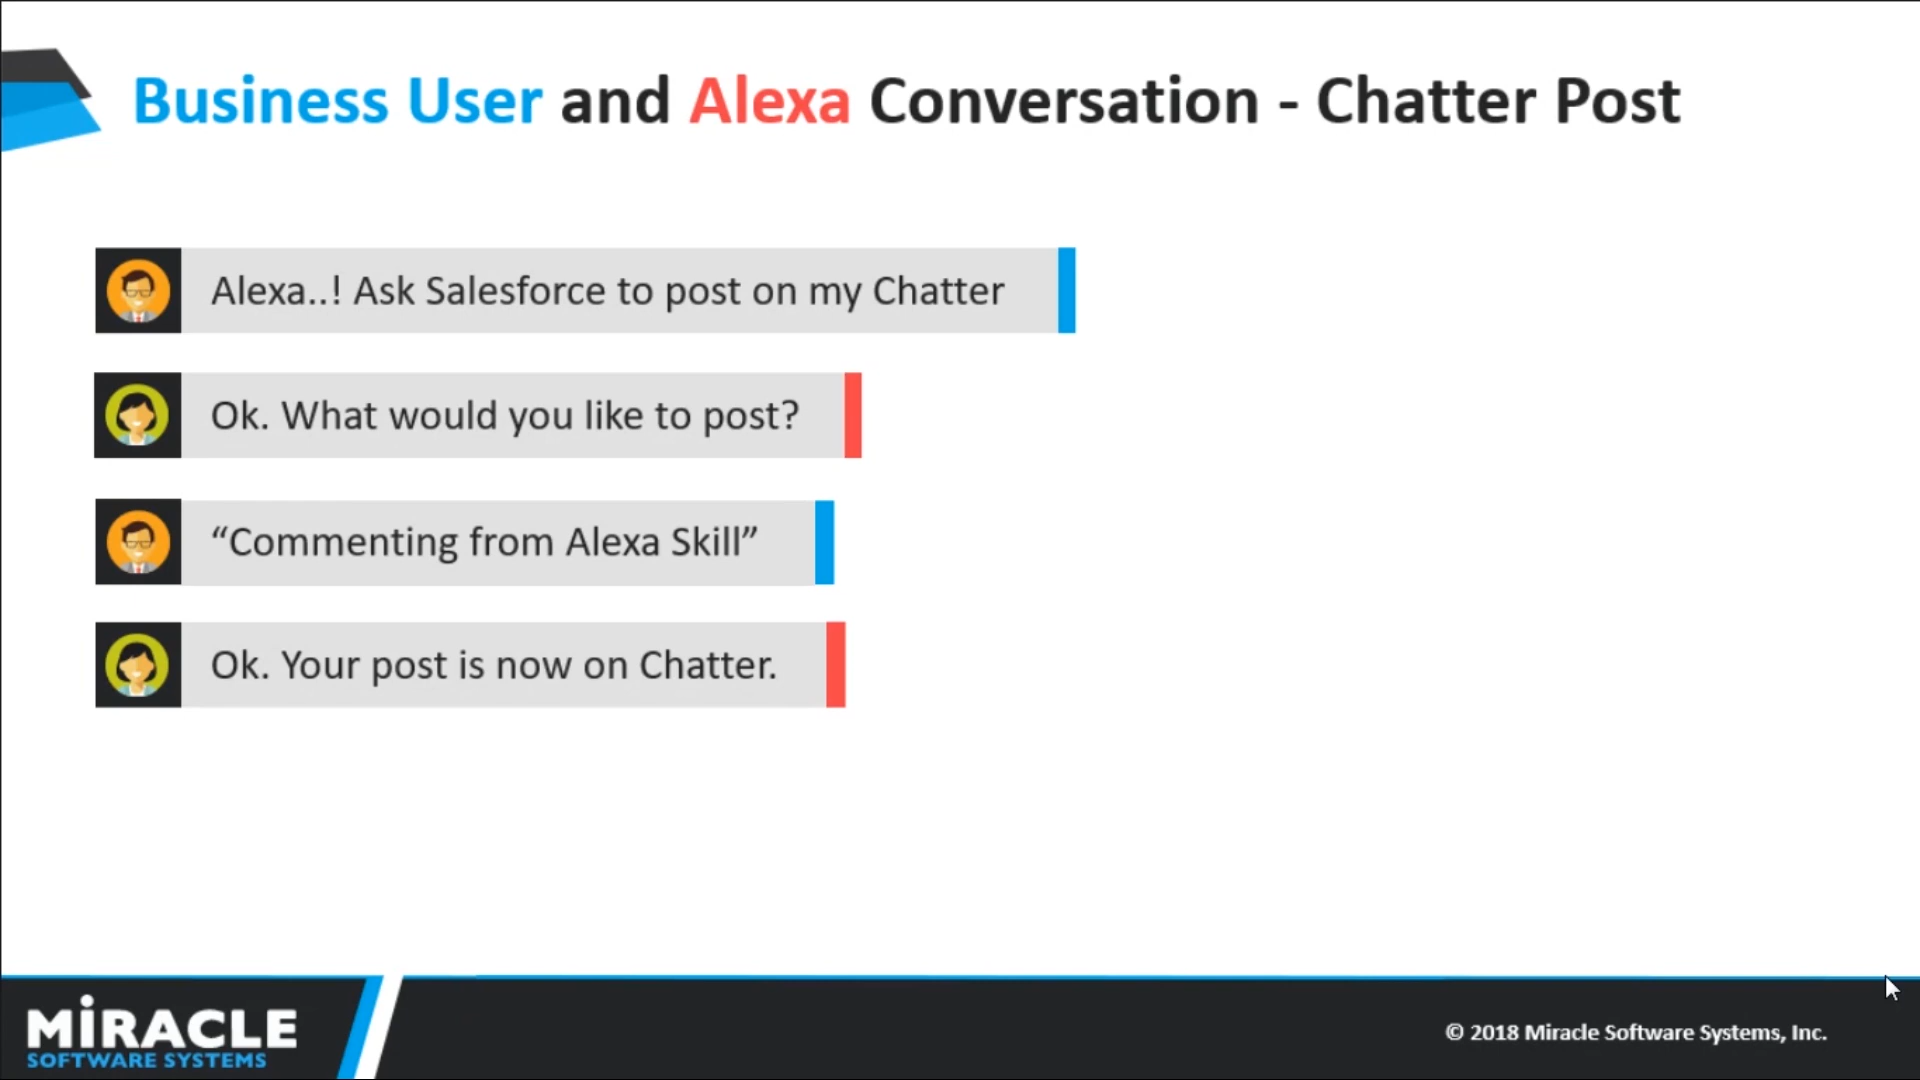 Business User and Alexa Conversation - Chatter Post
Alexa..! Ask Salesforce to post on my Chatter
Ok. What would you like to post?
“Commenting from Alexa Skill”
Ok. Your post is now on Chatter.
MiRACLE
SOFTWARE SYSTEMS
© 2018 Miracle Software Systems, Inc.